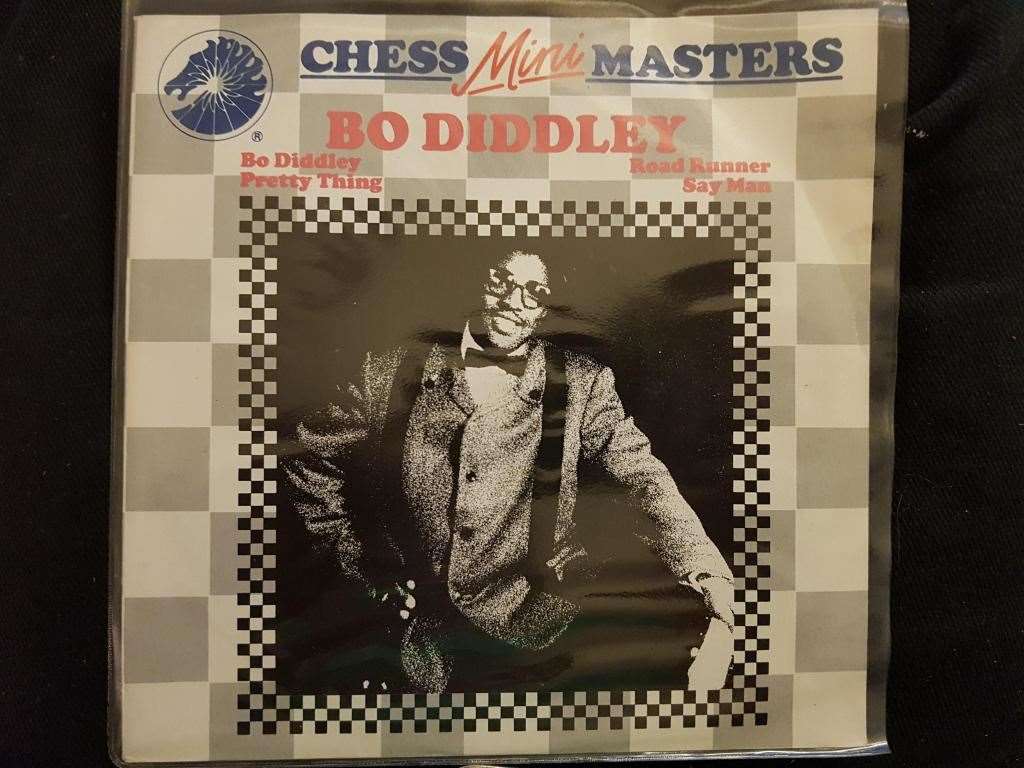 CHESS Mini MASTERS
®
BO DIDDLEY
Bo Diddley
Pretty Thing
Road Runner
Say Man